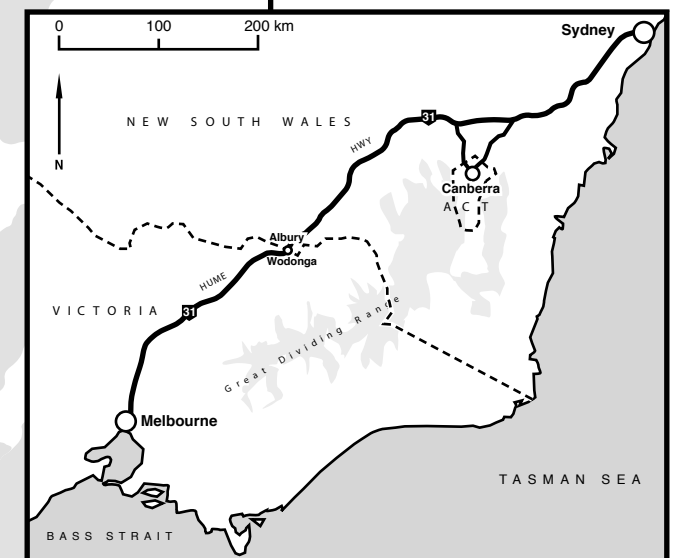 0 100 200 km
Sydney
NEW SOUTH WALES
31
HWY
N
Canberra
ACT
Albury
Wodonga
HUME
VICTORIA
31
Great Dividing Range
Melbourne
TASMAN SEA
BASS STRAIT